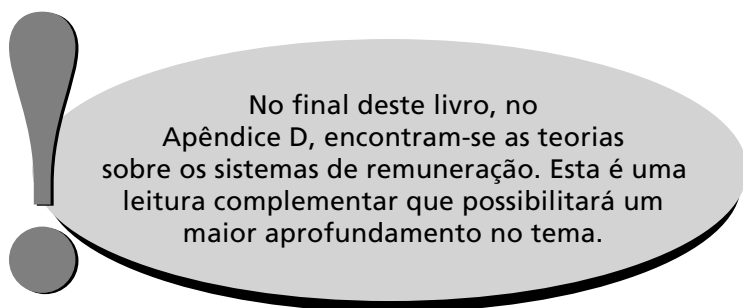 No final deste livro, no
Apêndice D, encontram-se as teorias
sobre os sistemas de remuneração. Esta é uma
leitura complementar que possibilitará um
maior aprofundamento no tema.